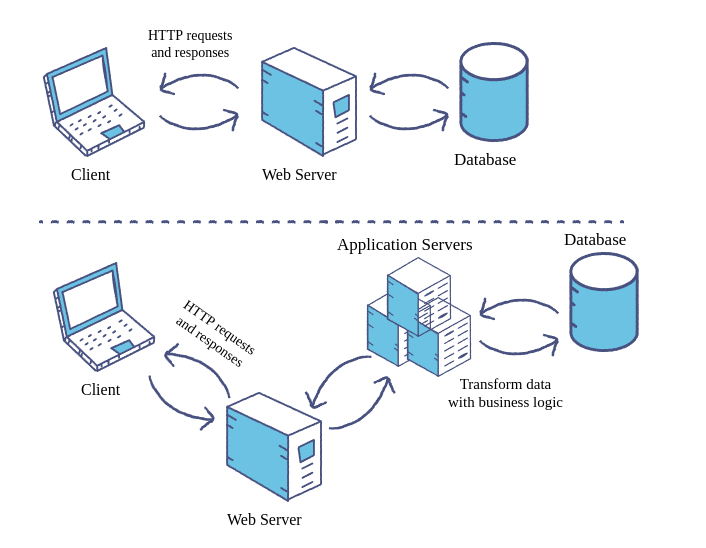 HTTP requests
and responses
Client
Web Server
Database
Application Servers
Database
HTTP requests
and responses
Client
Transform data
with business logic
Web Server